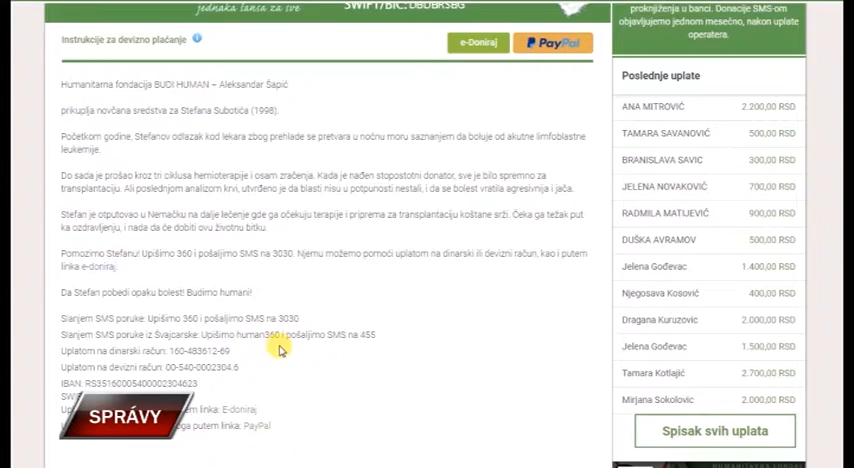 jednaka šansa za sve
SWIFT/BIC: DBDBRSBG
Instrukcije za devizno plaćanje
e-Doniraj
PayPal
Humanitarna fondacija BUDI HUMAN – Aleksandar Šapić
prikuplja novčana sredstva za Stefana Subotića (1998).
Početkom godine, Stefanov odlazak kod lekara zbog prehlade se pretvara u noćnu moru saznanjem da boluje od akutne limfoblastne
leukemije.
Do sada je prošao kroz tri ciklusa hemioterapije i osam zračenja. Kada je nađen stopostotni donator, sve je bilo spremno za
transplantaciju. Ali poslednjom analizom krvi, utvrđeno je da blasti nisu u potpunosti nestali, i da se bolest vratila agresivnija i jača.
Stefan je otputovao u Nemačku na dalje lečenje gde ga očekuju terapije i priprema za transplantaciju koštane srži. Čeka ga težak put
ka ozdravljenju, i nada da će dobiti ovu životnu bitku.
Pomozimo Stefanu! Upišimo 360 i pošaljimo SMS na 3030. Njemu možemo pomoći uplatom na dinarski ili devizni račun, kao i putem
linka e-doniraj.
Da Stefan pobedi opaku bolest! Budimo humani!
Slanjem SMS poruke: Upišimo 360 i pošaljimo SMS na 3030
Slanjem SMS poruke iz Švajcarske: Upišimo human360 i pošaljimo SMS na 455
Uplatom na dinarski račun: 160-483612-69
Uplatom na devizni račun: 00-540-0002304.6
IBAN: RS35160005400002304623
SPRÁVY
linka: E-doniraj
putem linka: PayPal
proknjiženja u banci. Donacije SMS-om
objavljujemo jednom mesečno, nakon uplate
operatera.
Poslednje uplate
ANA MITROVIĆ 2.200,00 RSD
TAMARA SAVANOVIĆ 500,00 RSD
BRANISLAVA SAVIC 300,00 RSD
JELENA NOVAKOVIĆ 700,00 RSD
RADMILA MATIJEVIĆ 900,00 RSD
DUŠKA AVRAMOV 500,00 RSD
Jelena Gođevac 1.400,00 RSD
Njegosava Kosović 400,00 RSD
Dragana Kuruzovic 2.000,00 RSD
Jelena Gođevac 1.500,00 RSD
Tamara Kotlajić 2.700,00 RSD
Mirjana Sokolovic 2.000,00 RSD
Spisak svih uplata